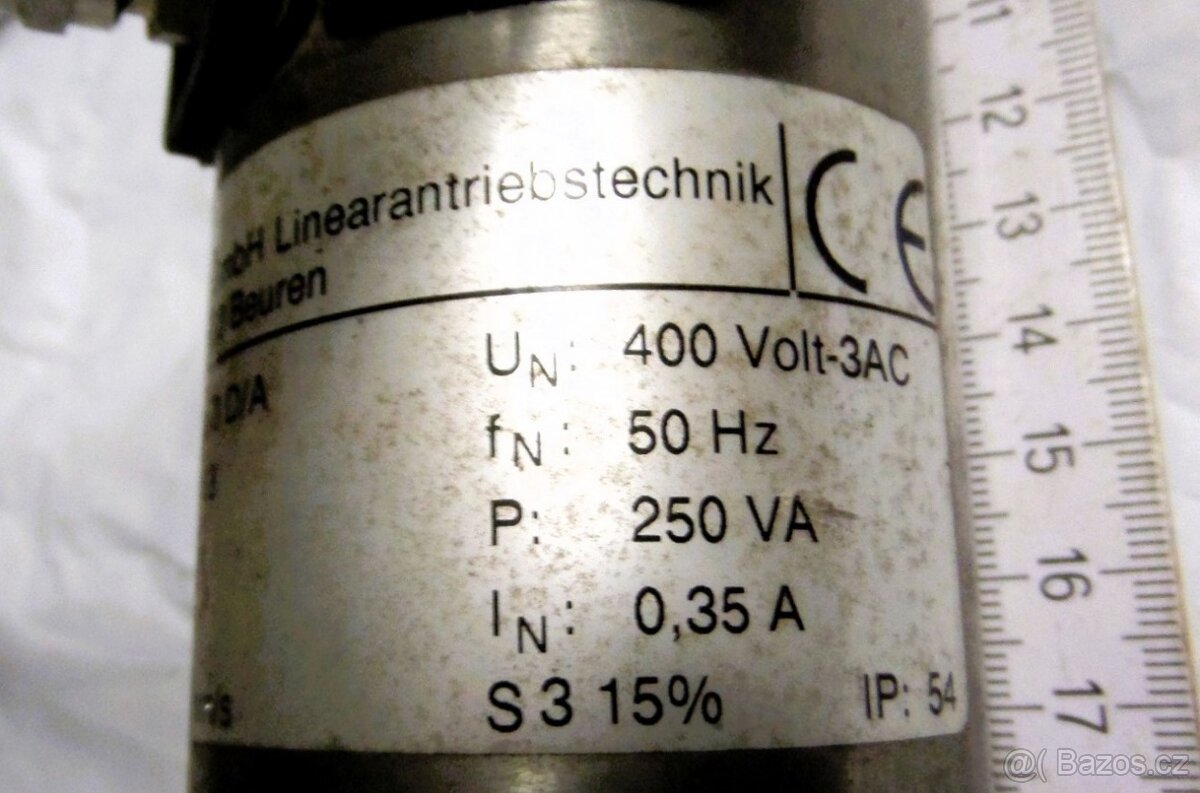 GmbH Linearantriebstechnik CE
Beuren
D/A
UN: 400 Volt-3AC
fN: 50 Hz
P: 250 VA
IN: 0,35 A
S 3 15% IP: 54
11
12
13
14
15
16
17
@( Bazos.cz